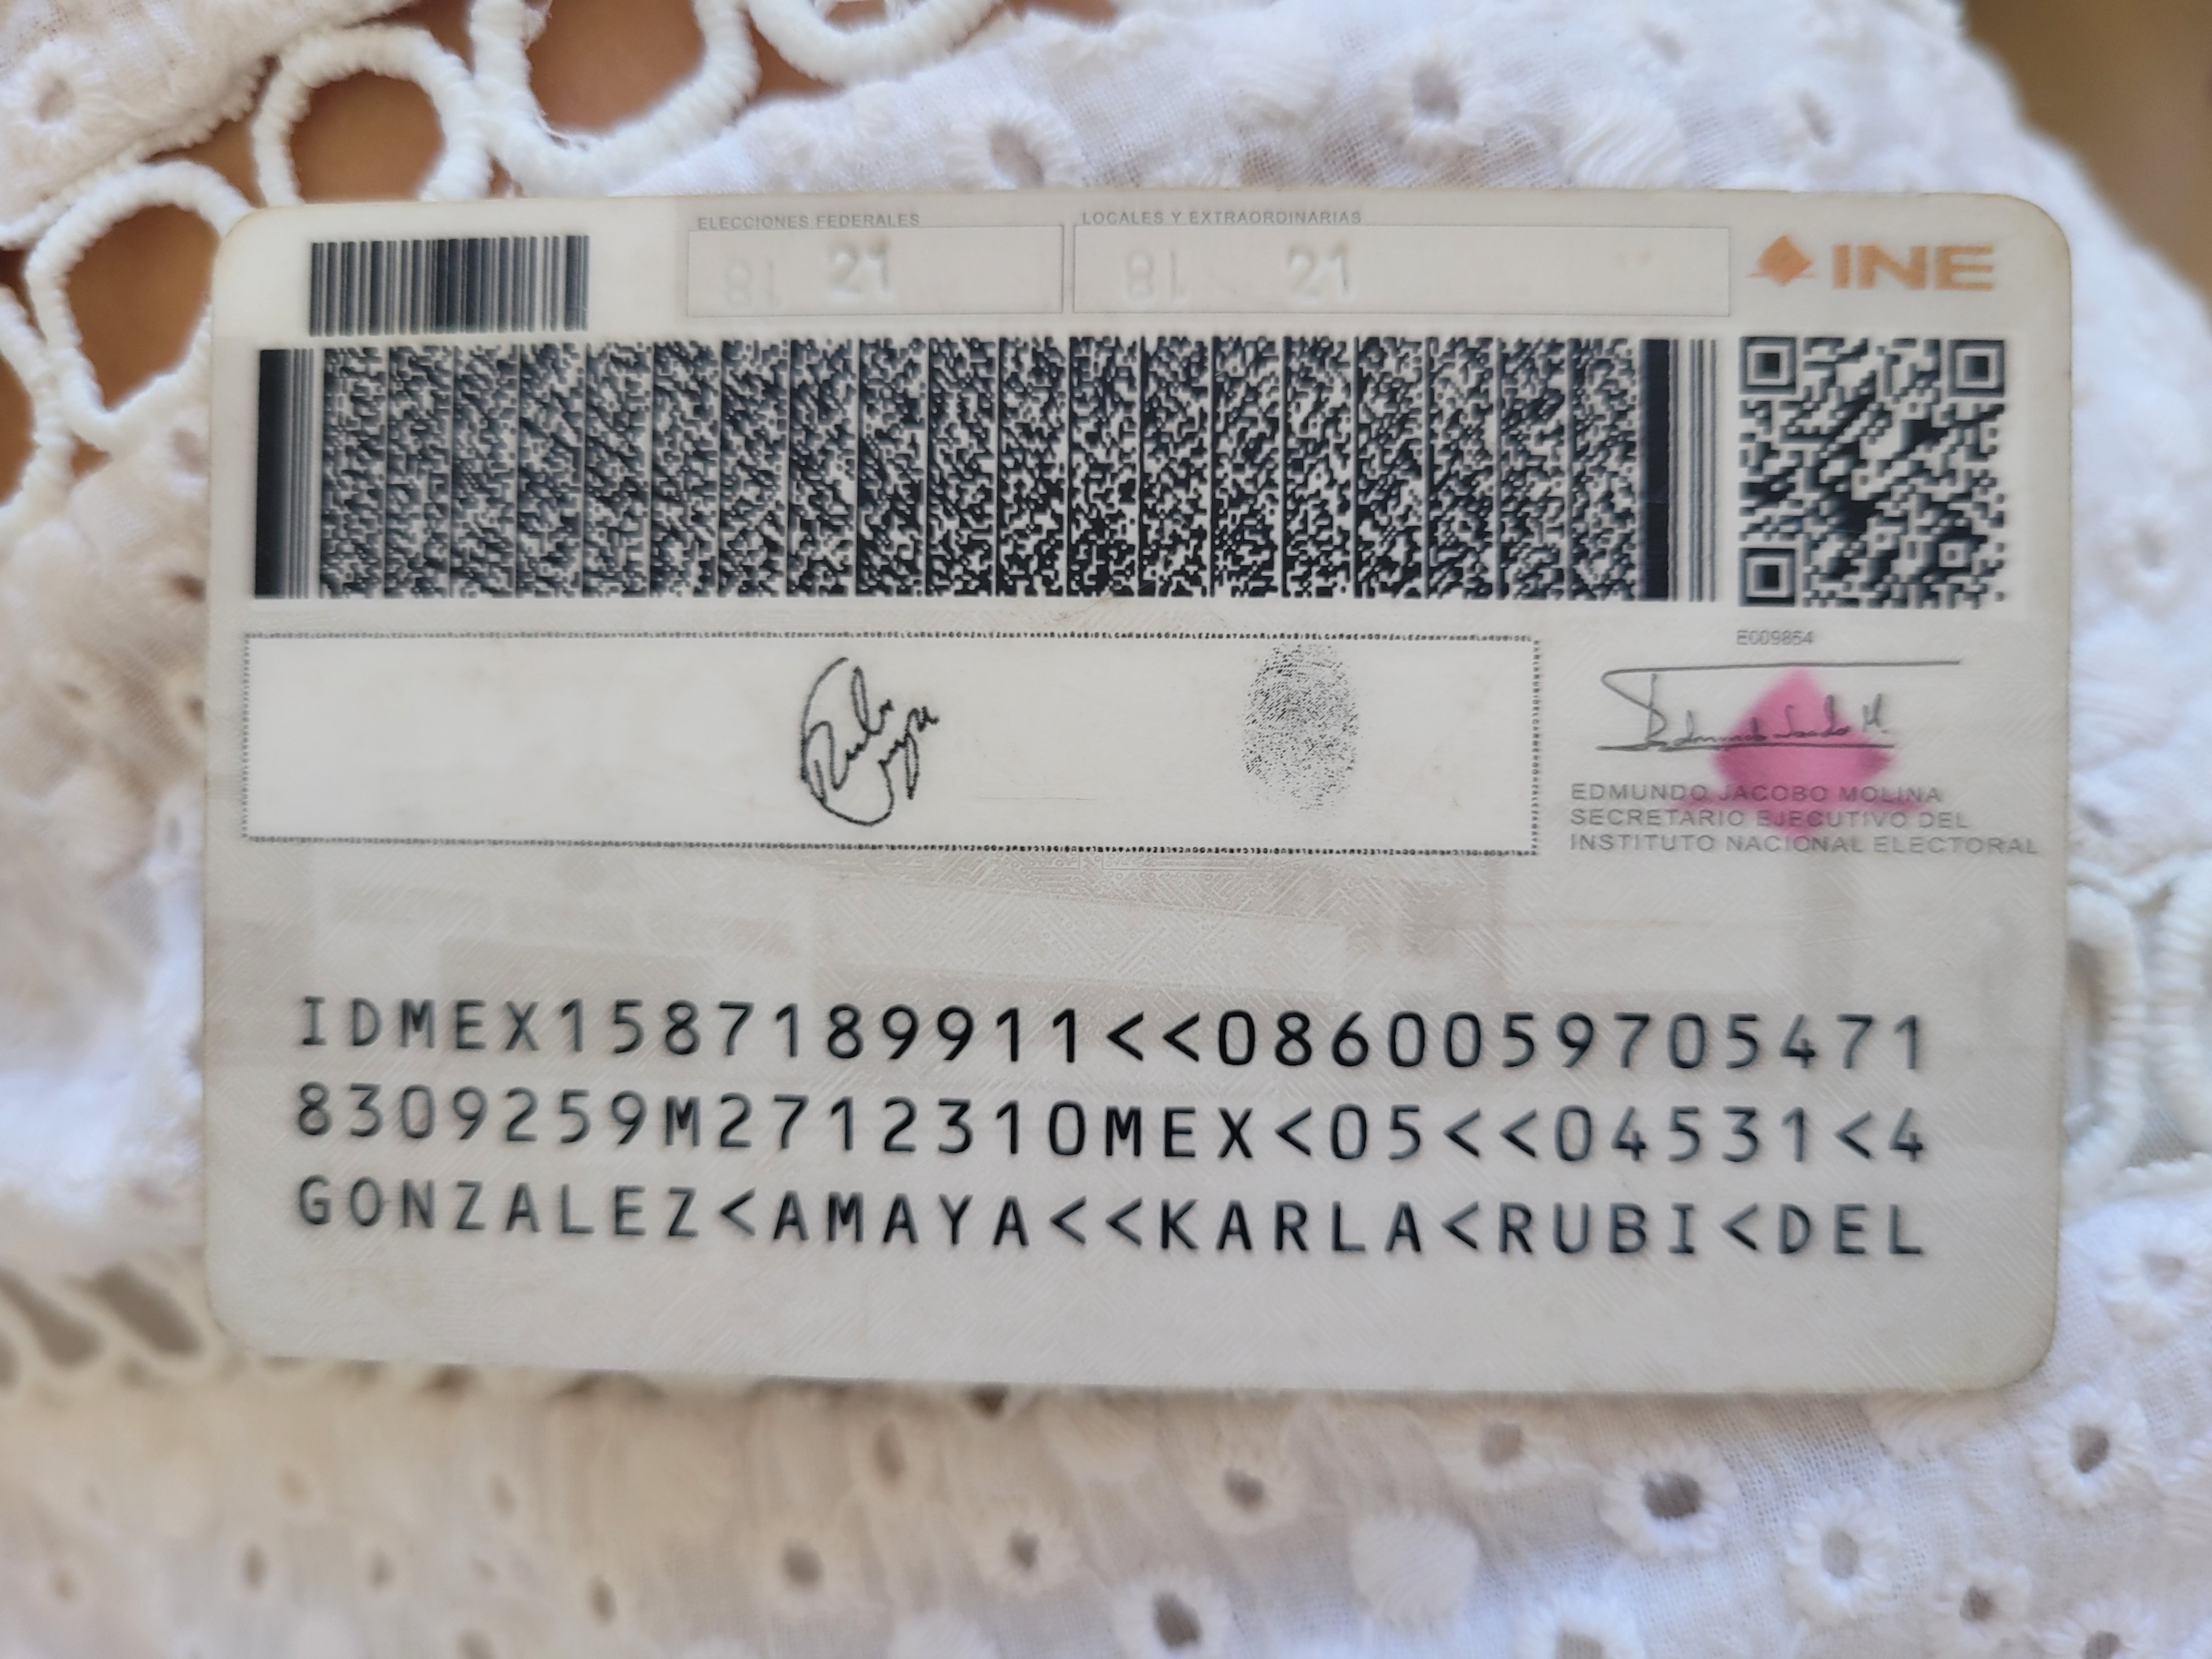 ELECCIONES FEDERALES
LOCALES Y EXTRAORDINARIAS
18 21
18 21
INE
E009854
EDMUNDO JACOBO MOLINA
SECRETARIO EJECUTIVO DEL
INSTITUTO NACIONAL ELECTORAL
IDMEX1587189911<<0860059705471
8309259M2712310MEX<05<<04531<4
GONZALEZ<AMAYA<<KARLA<RUBI<DEL